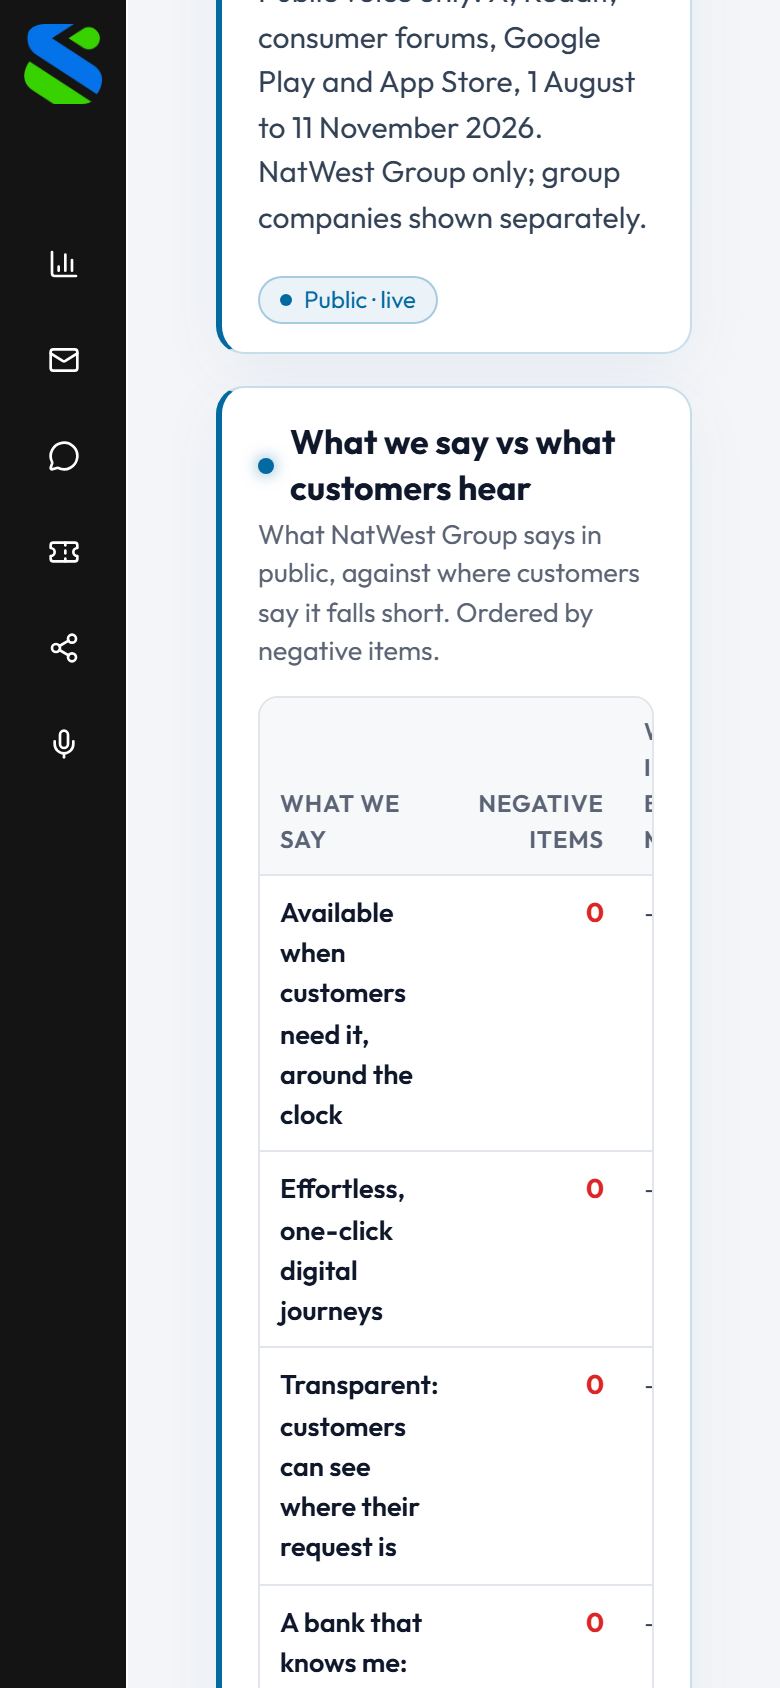 consumer forums, Google
Play and App Store, 1 August
to 11 November 2026.
NatWest Group only; group
companies shown separately.
Public · live
What we say vs what
customers hear
What NatWest Group says in
public, against where customers
say it falls short. Ordered by
negative items.
WHAT WE
SAY
NEGATIVE
ITEMS
Available
when
customers
need it,
around the
clock
0
Effortless,
one-click
digital
journeys
0
Transparent:
customers
can see
where their
request is
0
A bank that
knows me:
0